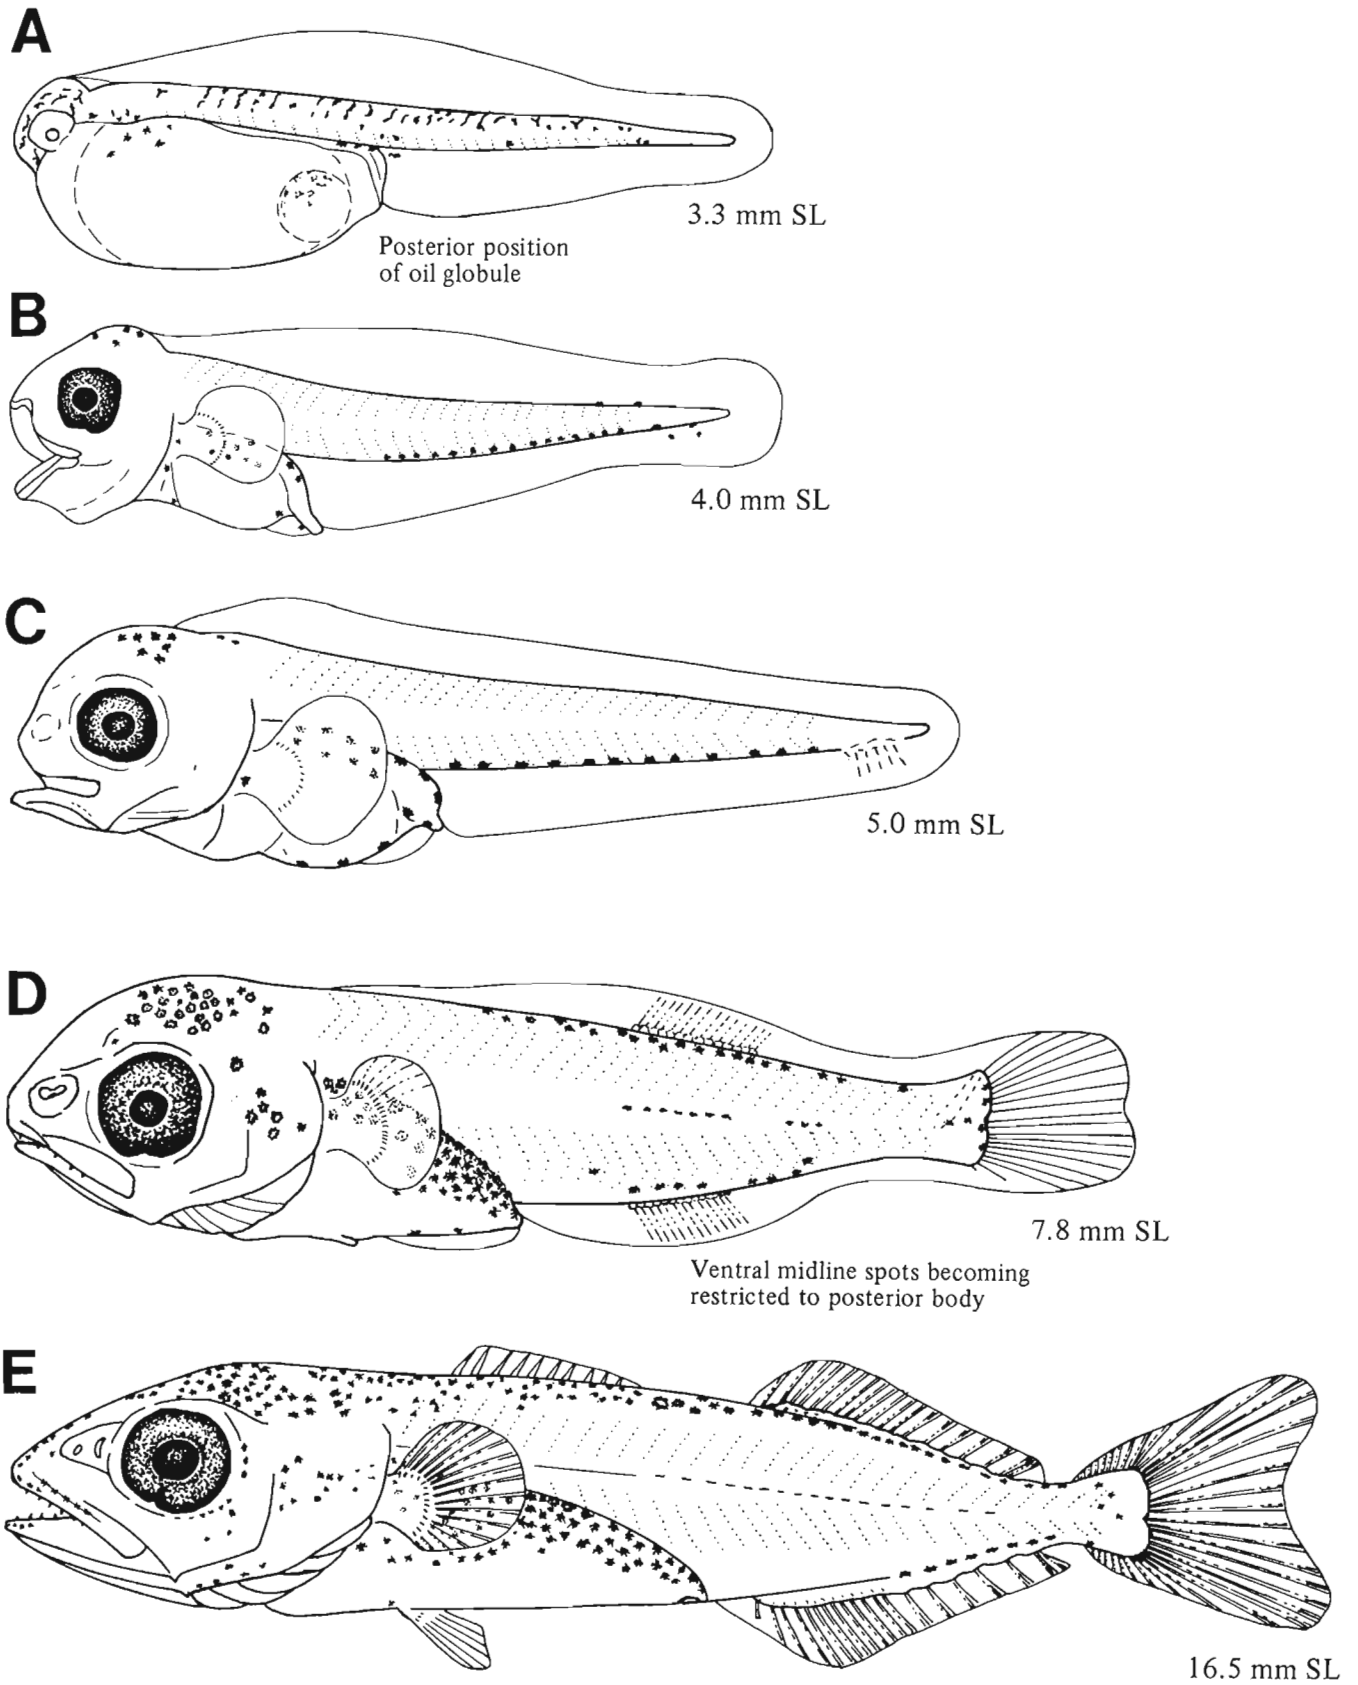 A
3.3 mm SL
Posterior position
of oil globule
B
4.0 mm SL
C
5.0 mm SL
D
7.8 mm SL
Ventral midline spots becoming
restricted to posterior body
E
16.5 mm SL